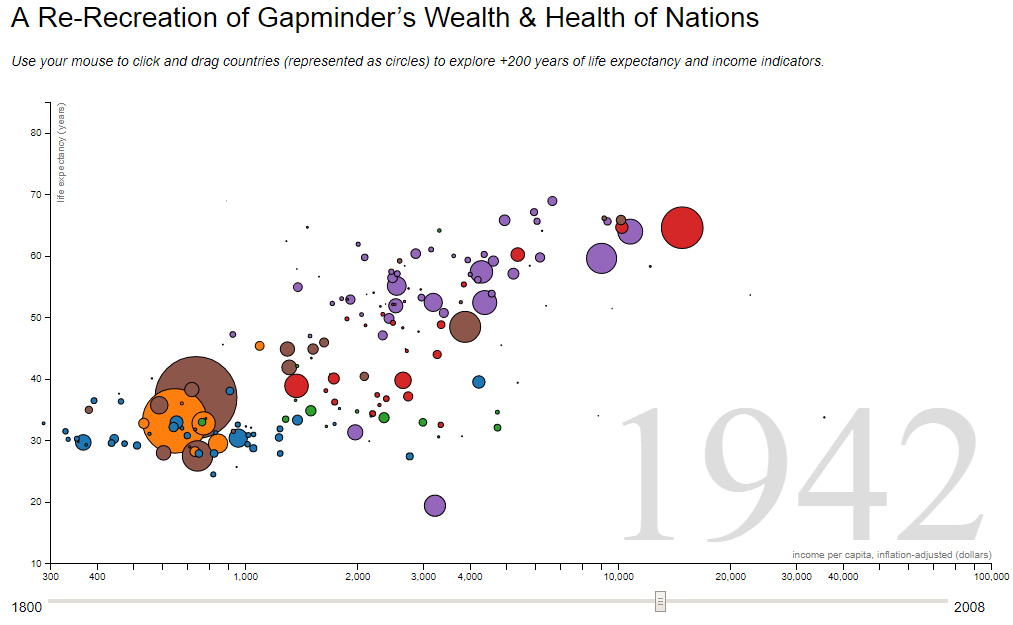 A Re-Recreation of Gapminder’s Wealth & Health of Nations
Use your mouse to click and drag countries (represented as circles) to explore +200 years of life expectancy and income indicators.
life expectancy (years)
80
70
60
50
40
30
20
10
1942
income per capita, inflation-adjusted (dollars)
300 400 1,000 2,000 3,000 4,000 10,000 20,000 30,000 40,000 100,000
1800 2008